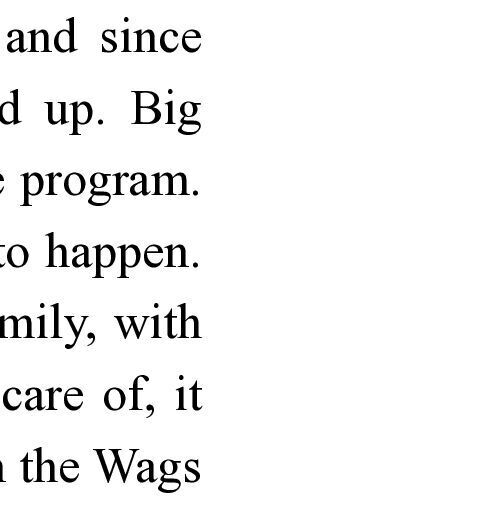 and since
d up. Big
program.
to happen.
mily, with
care of, it
the Wags